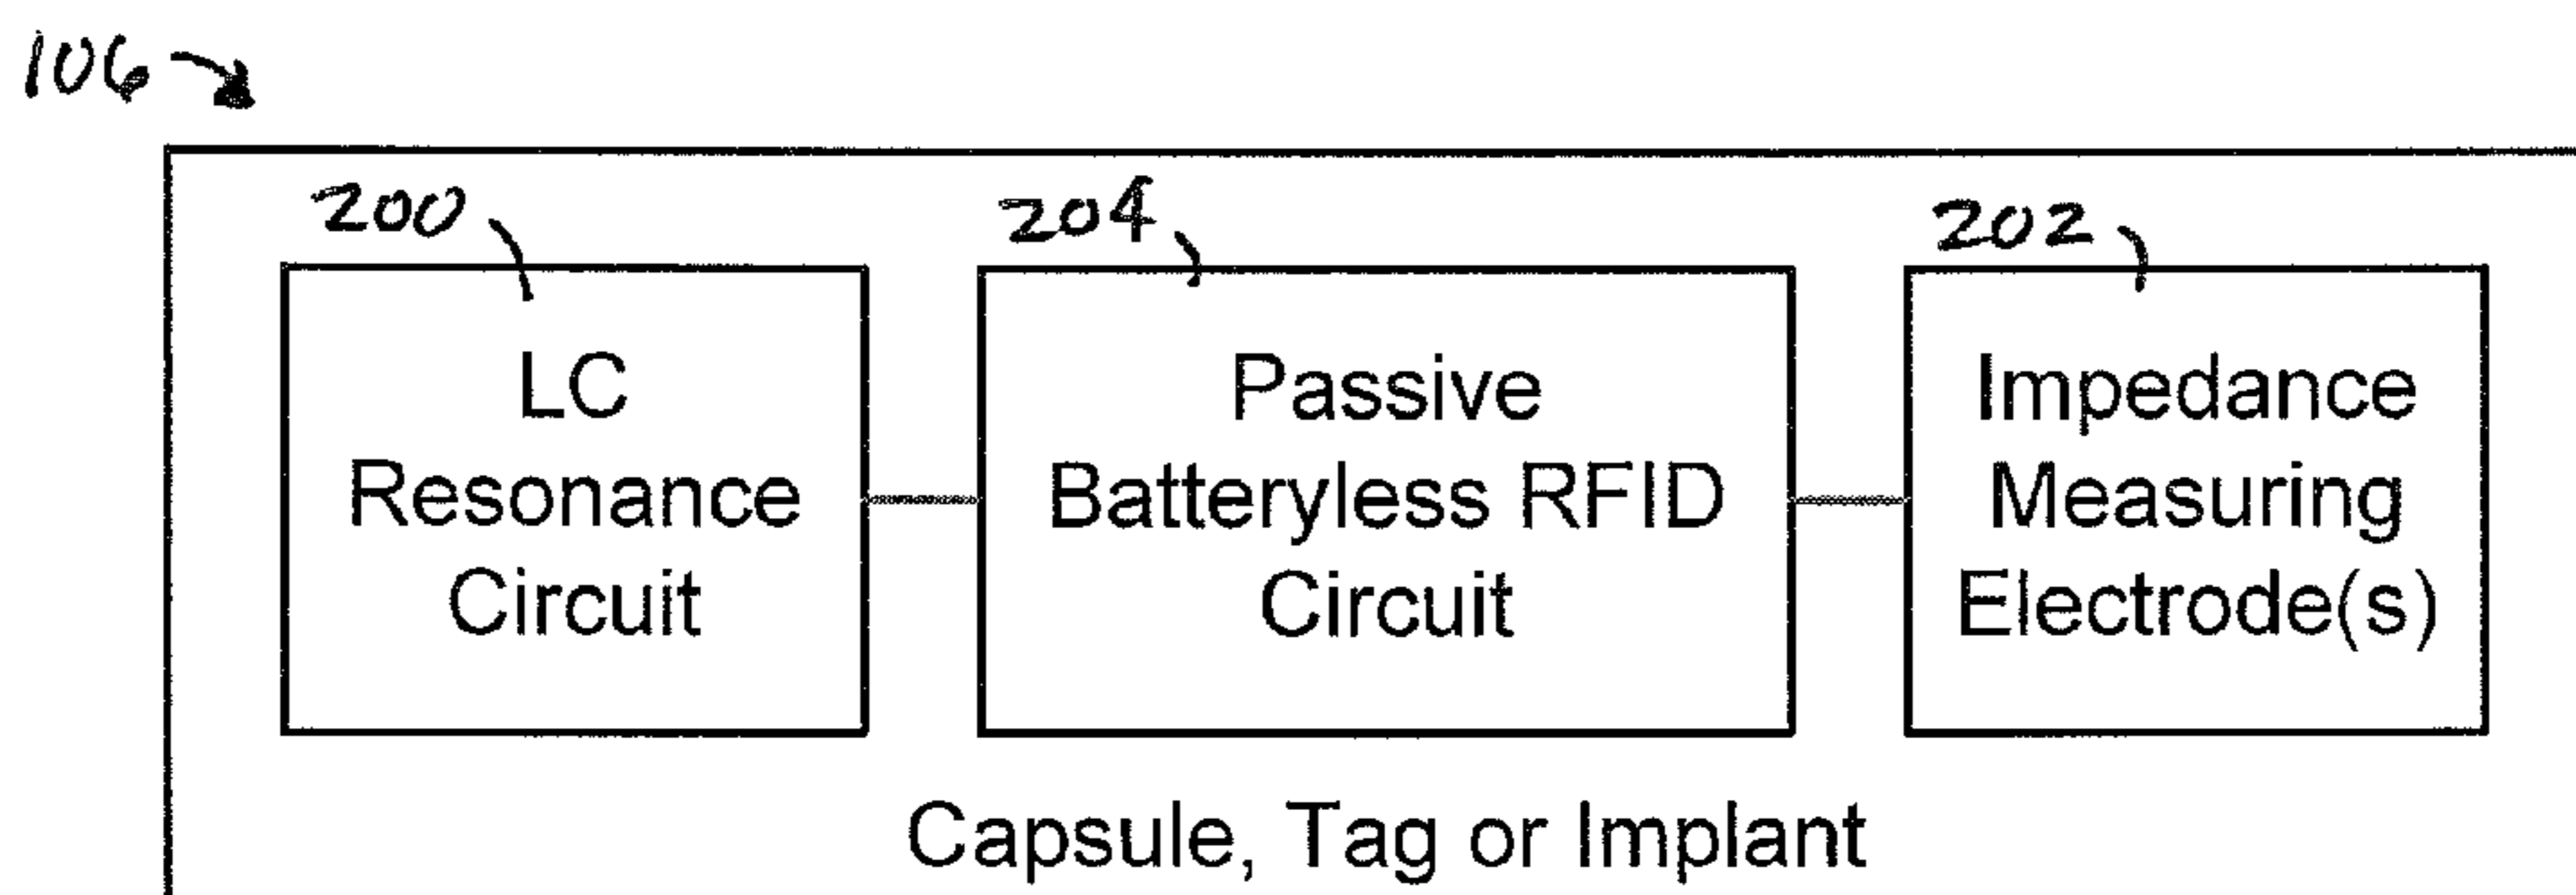 106
200
204
202
LC
Resonance
Circuit
Passive
Batteryless RFID
Circuit
Impedance
Measuring
Electrode(s)
Capsule, Tag or Implant